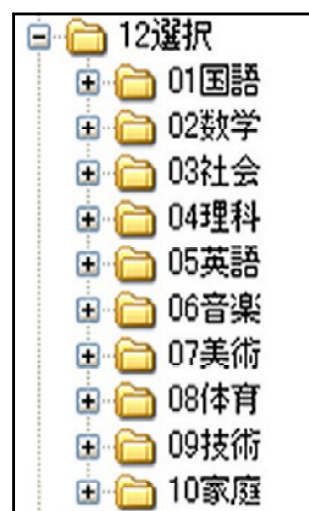 12選択
01国語
02数学
03社会
04理科
05英語
06音楽
07美術
08体育
09技術
10家庭